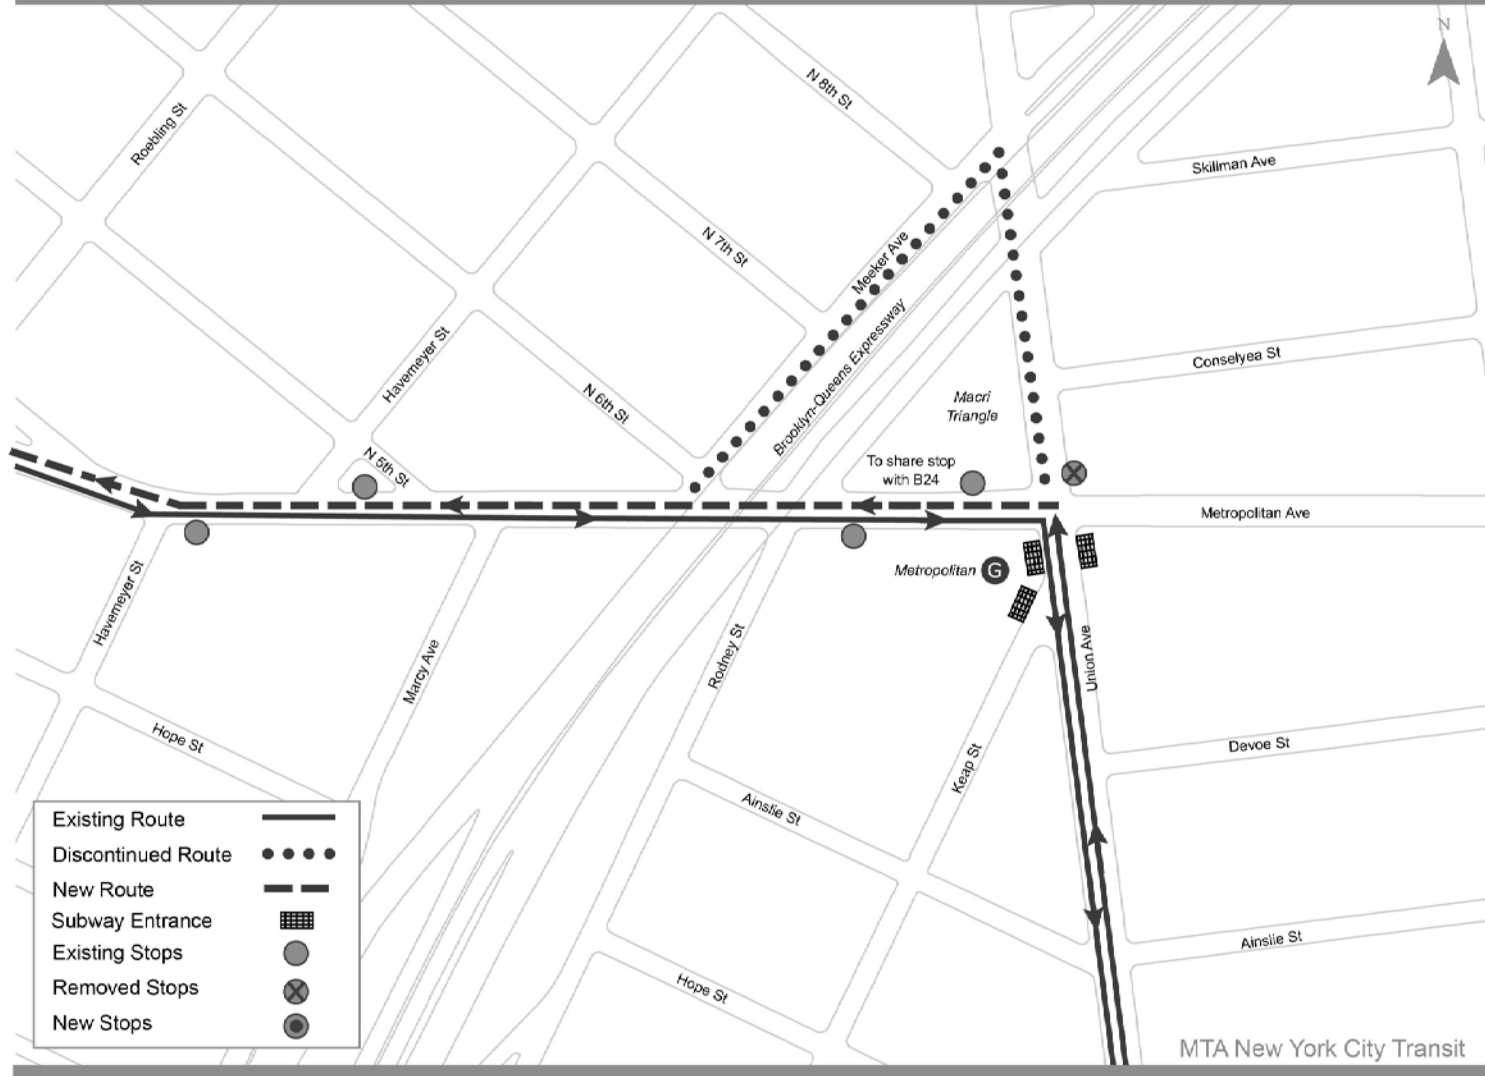 N
N 8th St
Roebling St
Skillman Ave
N 7th St
Meeker Ave
Havemeyer St
Brooklyn-Queens Expressway
Conselyea St
N 6th St
Macri
Triangle
N 5th St
To share stop
with B24
Metropolitan Ave
Metropolitan
G
Havemeyer St
Marcy Ave
Rodney St
Union Ave
Hope St
Keap St
Devoe St
Ainslie St
Ainslie St
Hope St
Existing Route
Discontinued Route
New Route
Subway Entrance
Existing Stops
Removed Stops
New Stops
MTA New York City Transit